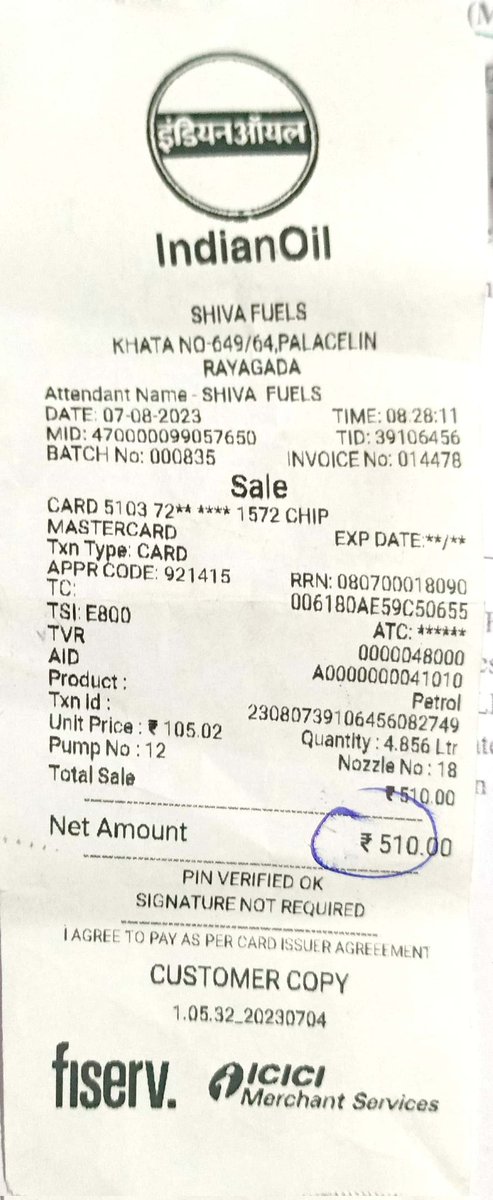 इंडियनऑयल
IndianOil
SHIVA FUELS
KHATA NO-649/64,PALACELIN
RAYAGADA
Attendant Name - SHIVA FUELS
DATE: 07-08-2023 TIME: 08:28:11
MID: 470000099057650 TID: 39106456
BATCH No: 000835 INVOICE No: 014478
Sale
CARD 5103 72** **** 1572 CHIP
MASTERCARD EXP DATE:**/**
Txn Type: CARD
APPR CODE: 921415 RRN: 080700018090
TC: 006180AE59C50655
TSI: E800 ATC: ******
TVR 0000048000
AID A0000000041010
Product : Petrol
Txn Id : 23080739106456082749
Unit Price : ₹ 105.02 Quantity : 4.856 Ltr
Pump No : 12 Nozzle No : 18
Total Sale ₹ 510.00
Net Amount ₹ 510.00
PIN VERIFIED OK
SIGNATURE NOT REQUIRED
I AGREE TO PAY AS PER CARD ISSUER AGREEEMENT
CUSTOMER COPY
1.05.32_20230704
fiserv. ICICI
Merchant Services